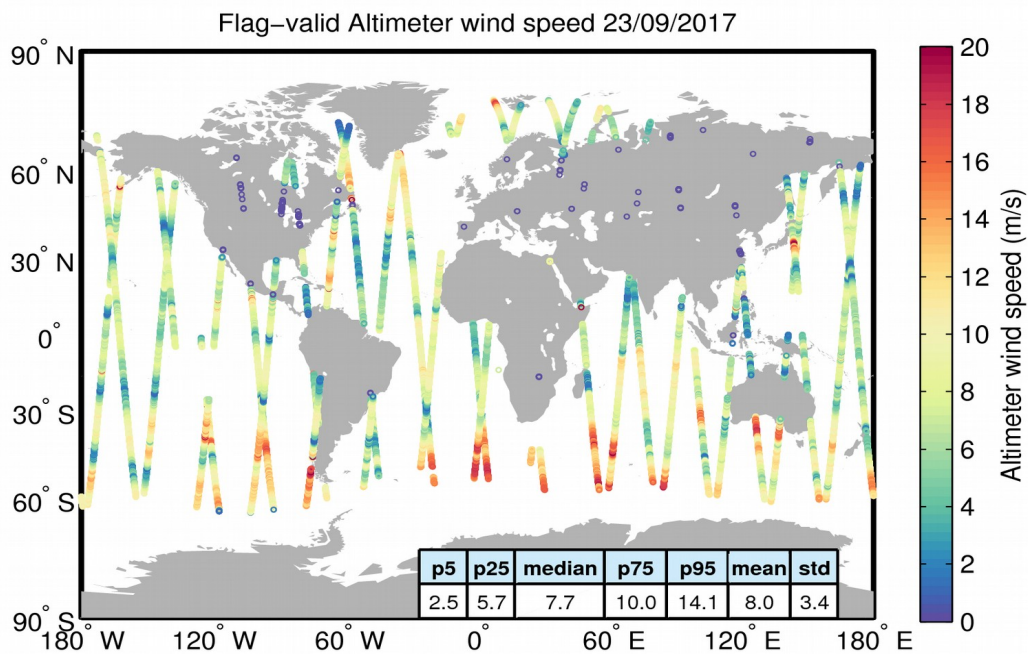 Flag−valid Altimeter wind speed 23/09/2017
90° N
60° N
30° N
0°
30° S
60° S
90° S
180° W
120° W
60° W
0°
60° E
120° E
180° E
p5 p25 median p75 p95 mean std
2.5 5.7 7.7 10.0 14.1 8.0 3.4
20
18
16
14
12
10
8
6
4
2
0
Altimeter wind speed (m/s)